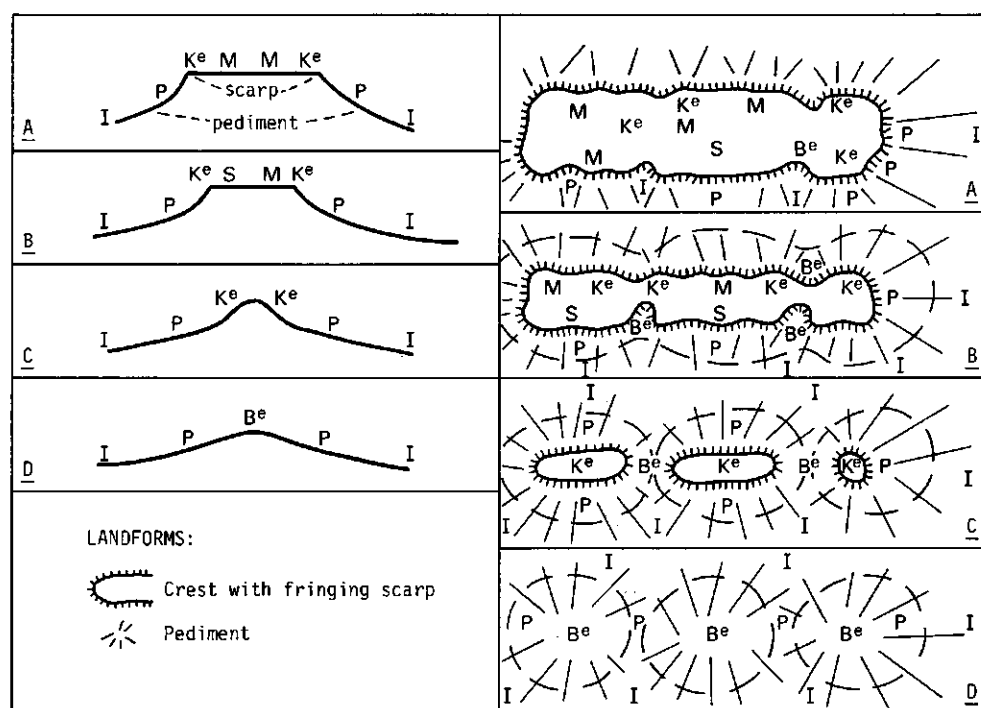 Kᵉ M M Kᵉ
scarp
P P
I pediment I
A
Kᵉ S M Kᵉ
P P
I I
B
Kᵉ Kᵉ
P P
I I
C
Bᵉ
P P
I I
D
LANDFORMS:
Crest with fringing scarp
Pediment
M Kᵉ M Kᵉ
Kᵉ M P I
S Bᵉ Kᵉ
M P
P I P I P
A
Bᵉ
M Kᵉ Kᵉ M Kᵉ Kᵉ
P I
S S
Bᵉ Bᵉ
P P
I I I
B
I I
P P
Kᵉ Bᵉ Kᵉ Bᵉ Kᵉ P I
P P
I I I
C
I I
P P P I
Bᵉ Bᵉ Bᵉ
I I I
D